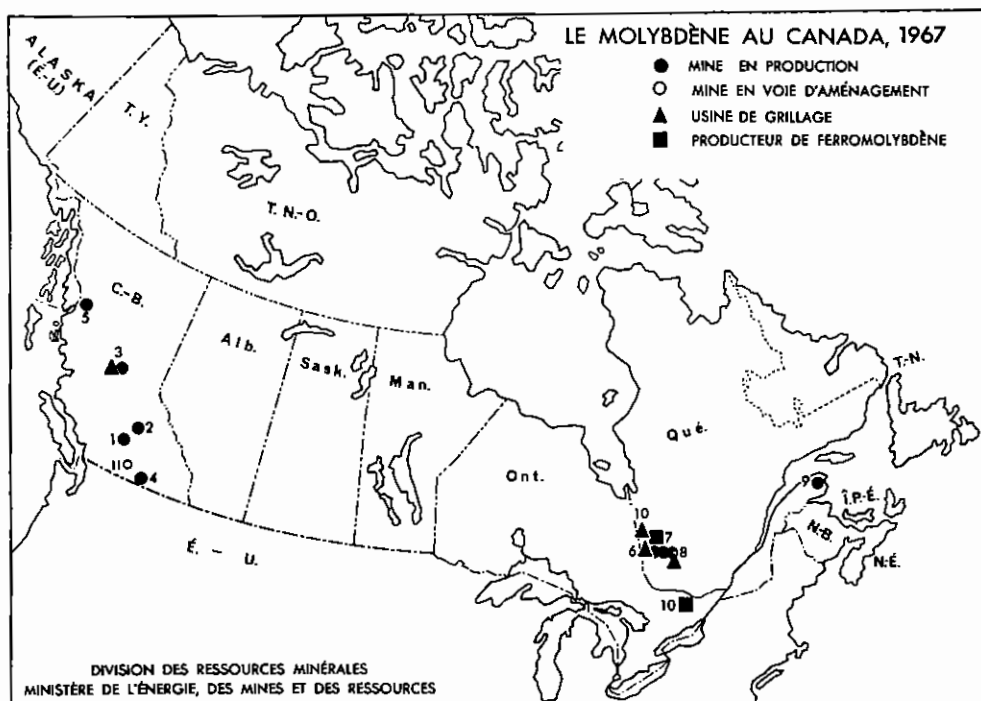 LE MOLYBDÈNE AU CANADA, 1967
● MINE EN PRODUCTION
○ MINE EN VOIE D'AMÉNAGEMENT
▲ USINE DE GRILLAGE
■ PRODUCTEUR DE FERROMOLYBDÈNE
ALASKA
(É-U)
T.Y.
T.N.-O.
C.-B.
5
3
2
1
11
4
Alb.
Sask.
Man.
Ont.
Qué.
T.-N.
10
7
6
8
9
10
Î.P.-É.
N.-B.
N.-É.
É. - U.
DIVISION DES RESSOURCES MINÉRALES
MINISTÈRE DE L'ÉNERGIE, DES MINES ET DES RESSOURCES